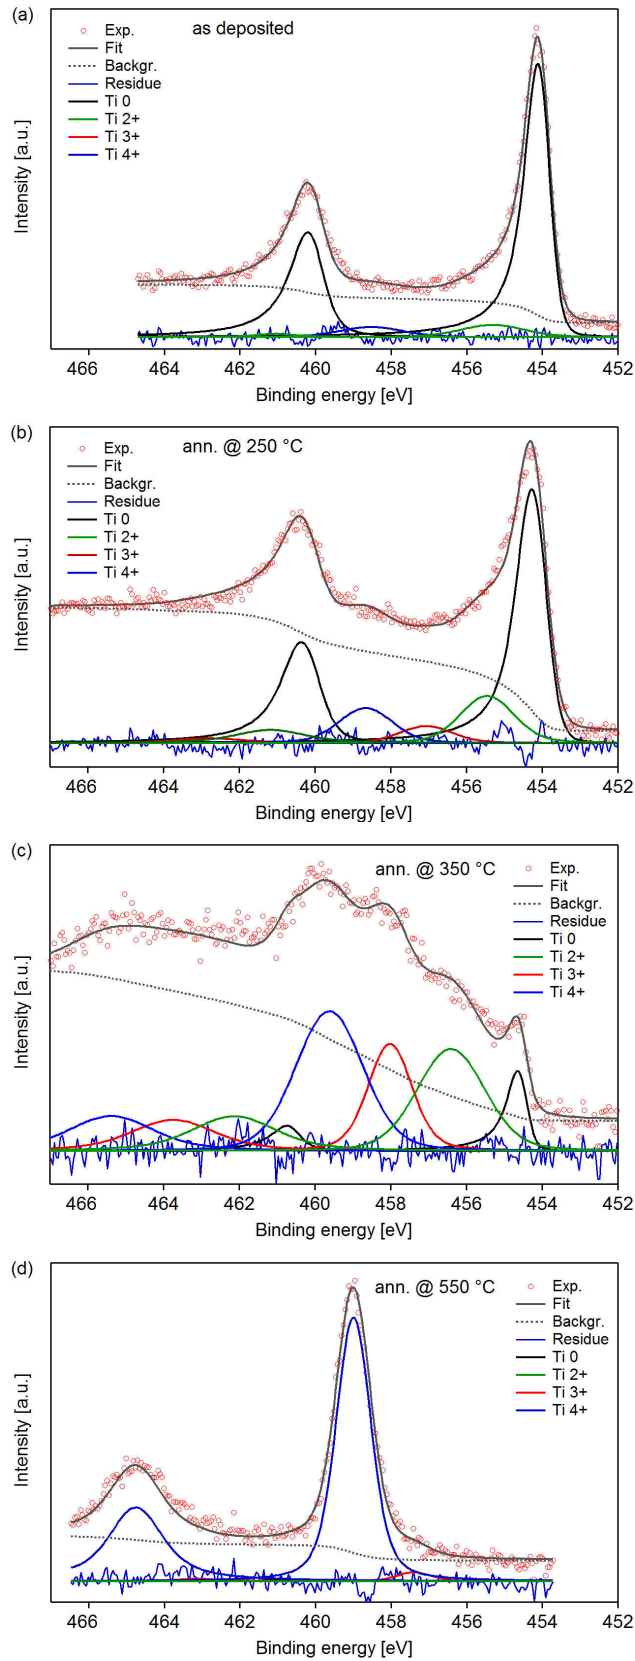 (a)
as deposited
Exp.
Fit
Backgr.
Residue
Ti 0
Ti 2+
Ti 3+
Ti 4+
Intensity [a.u.]
466 464 462 460 458 456 454 452
Binding energy [eV]
(b)
ann. @ 250 °C
Exp.
Fit
Backgr.
Residue
Ti 0
Ti 2+
Ti 3+
Ti 4+
Intensity [a.u.]
466 464 462 460 458 456 454 452
Binding energy [eV]
(c)
ann. @ 350 °C
Exp.
Fit
Backgr.
Residue
Ti 0
Ti 2+
Ti 3+
Ti 4+
Intensity [a.u.]
466 464 462 460 458 456 454 452
Binding energy [eV]
(d)
ann. @ 550 °C
Exp.
Fit
Backgr.
Residue
Ti 0
Ti 2+
Ti 3+
Ti 4+
Intensity [a.u.]
466 464 462 460 458 456 454 452
Binding energy [eV]